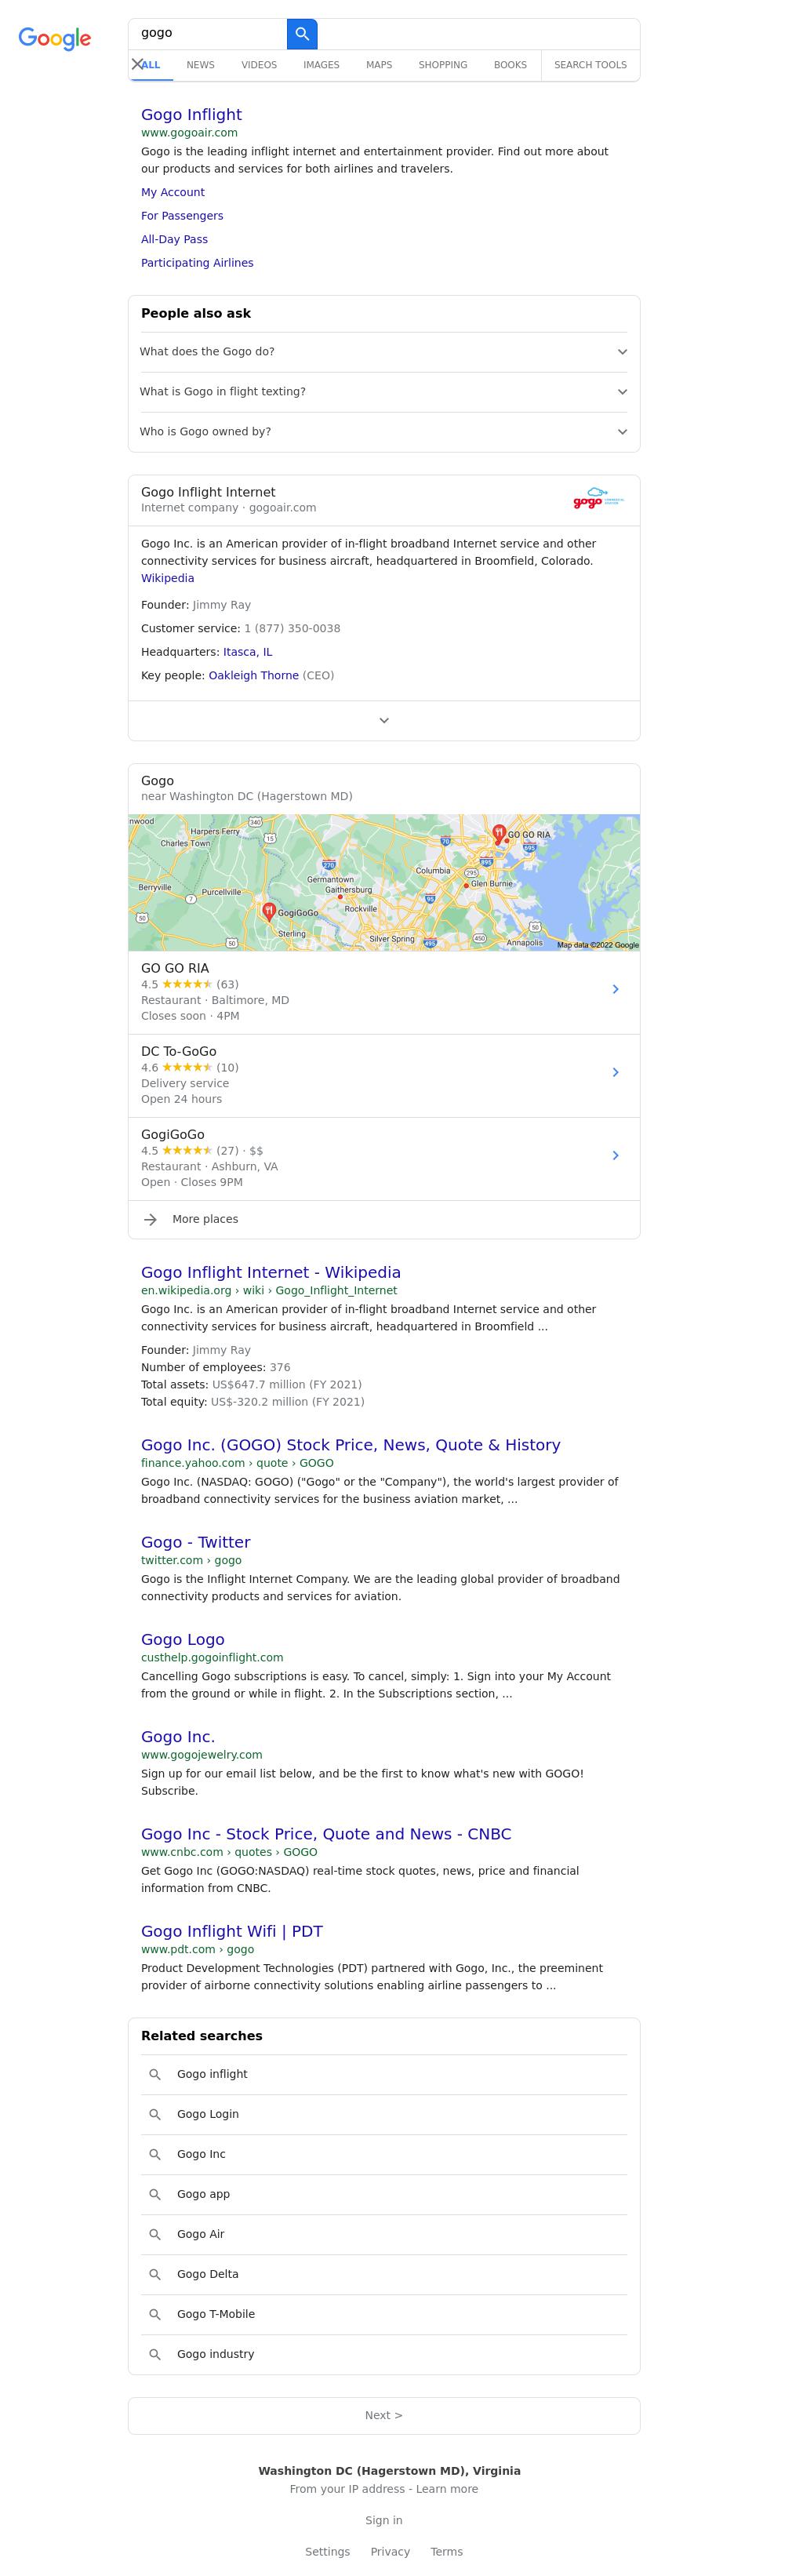 Google
gogo
ALL NEWS VIDEOS IMAGES MAPS SHOPPING BOOKS SEARCH TOOLS
Gogo Inflight
www.gogoair.com
Gogo is the leading inflight internet and entertainment provider. Find out more about
our products and services for both airlines and travelers.
My Account
For Passengers
All-Day Pass
Participating Airlines
People also ask
What does the Gogo do?
What is Gogo in flight texting?
Who is Gogo owned by?
Gogo Inflight Internet
Internet company · gogoair.com
gogo
Gogo Inc. is an American provider of in-flight broadband Internet service and other
connectivity services for business aircraft, headquartered in Broomfield, Colorado.
Wikipedia
Founder: Jimmy Ray
Customer service: 1 (877) 350-0038
Headquarters: Itasca, IL
Key people: Oakleigh Thorne (CEO)
Gogo
near Washington DC (Hagerstown MD)
nwood
Harpers Ferry
340
15
Charles Town
70
GO GO RIA
695
895
270
Columbia
295
Germantown
Glen Burnie
Berryville
Purcellville
Gaithersburg
7
95
GogiGoGo
Rockville
50
Sterling
50
Silver Spring
495
450
50
Annapolis
Map data ©2022 Google
GO GO RIA
4.5 (63)
Restaurant · Baltimore, MD
Closes soon · 4PM
DC To-GoGo
4.6 (10)
Delivery service
Open 24 hours
GogiGoGo
4.5 (27) · $$
Restaurant · Ashburn, VA
Open · Closes 9PM
More places
Gogo Inflight Internet - Wikipedia
en.wikipedia.org › wiki › Gogo_Inflight_Internet
Gogo Inc. is an American provider of in-flight broadband Internet service and other
connectivity services for business aircraft, headquartered in Broomfield ...
Founder: Jimmy Ray
Number of employees: 376
Total assets: US$647.7 million (FY 2021)
Total equity: US$-320.2 million (FY 2021)
Gogo Inc. (GOGO) Stock Price, News, Quote & History
finance.yahoo.com › quote › GOGO
Gogo Inc. (NASDAQ: GOGO) ("Gogo" or the "Company"), the world's largest provider of
broadband connectivity services for the business aviation market, ...
Gogo - Twitter
twitter.com › gogo
Gogo is the Inflight Internet Company. We are the leading global provider of broadband
connectivity products and services for aviation.
Gogo Logo
custhelp.gogoinflight.com
Cancelling Gogo subscriptions is easy. To cancel, simply: 1. Sign into your My Account
from the ground or while in flight. 2. In the Subscriptions section, ...
Gogo Inc.
www.gogojewelry.com
Sign up for our email list below, and be the first to know what's new with GOGO!
Subscribe.
Gogo Inc - Stock Price, Quote and News - CNBC
www.cnbc.com › quotes › GOGO
Get Gogo Inc (GOGO:NASDAQ) real-time stock quotes, news, price and financial
information from CNBC.
Gogo Inflight Wifi | PDT
www.pdt.com › gogo
Product Development Technologies (PDT) partnered with Gogo, Inc., the preeminent
provider of airborne connectivity solutions enabling airline passengers to ...
Related searches
Gogo inflight
Gogo Login
Gogo Inc
Gogo app
Gogo Air
Gogo Delta
Gogo T-Mobile
Gogo industry
Next >
Washington DC (Hagerstown MD), Virginia
From your IP address - Learn more
Sign in
Settings Privacy Terms